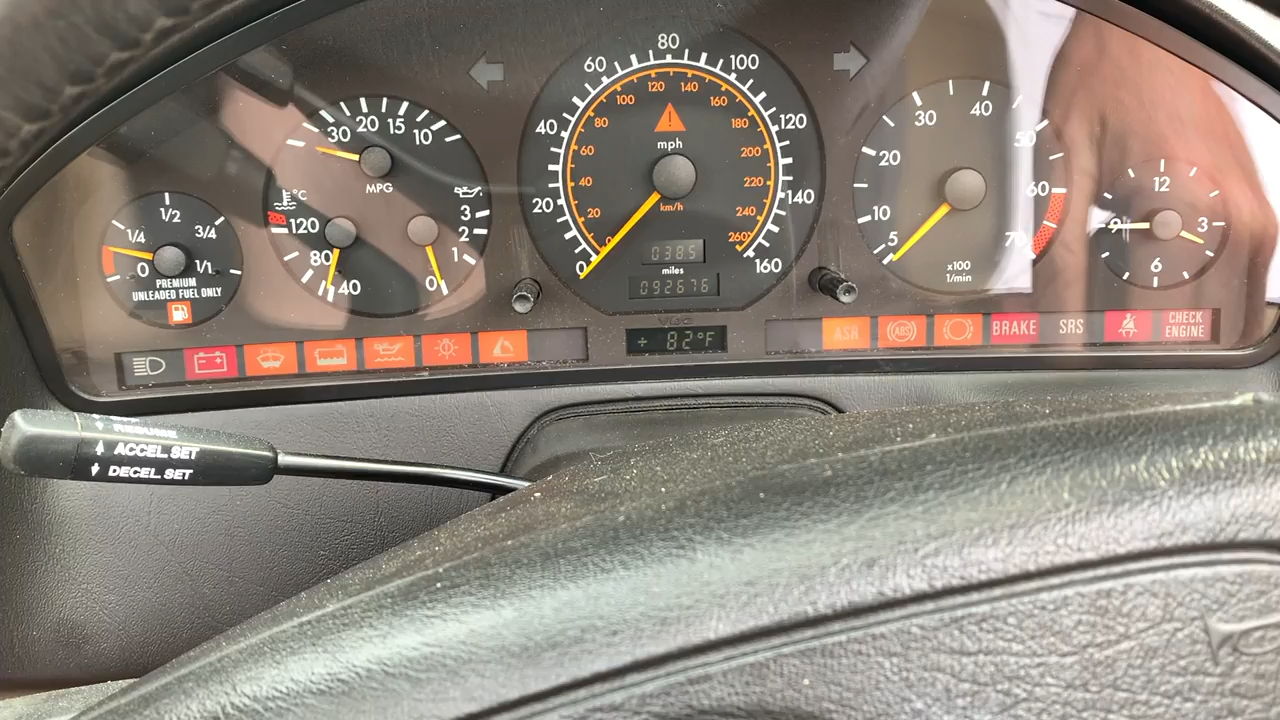 1/2
1/4
3/4
0
1/1
PREMIUM
UNLEADED FUEL ONLY
30
20
15
10
MPG
°C
120
80
40
3
2
1
0
0
20
40
60
80
100
120
140
160
mph
0
20
40
60
80
100
120
140
160
180
200
220
240
260
km/h
0385
miles
092676
5
10
20
30
40
50
60
70
x100
1/min
12
3
6
9
+ 82°F
ASR
ABS
BRAKE
SRS
CHECK
ENGINE
RESUME
ACCEL.SET
DECEL.SET